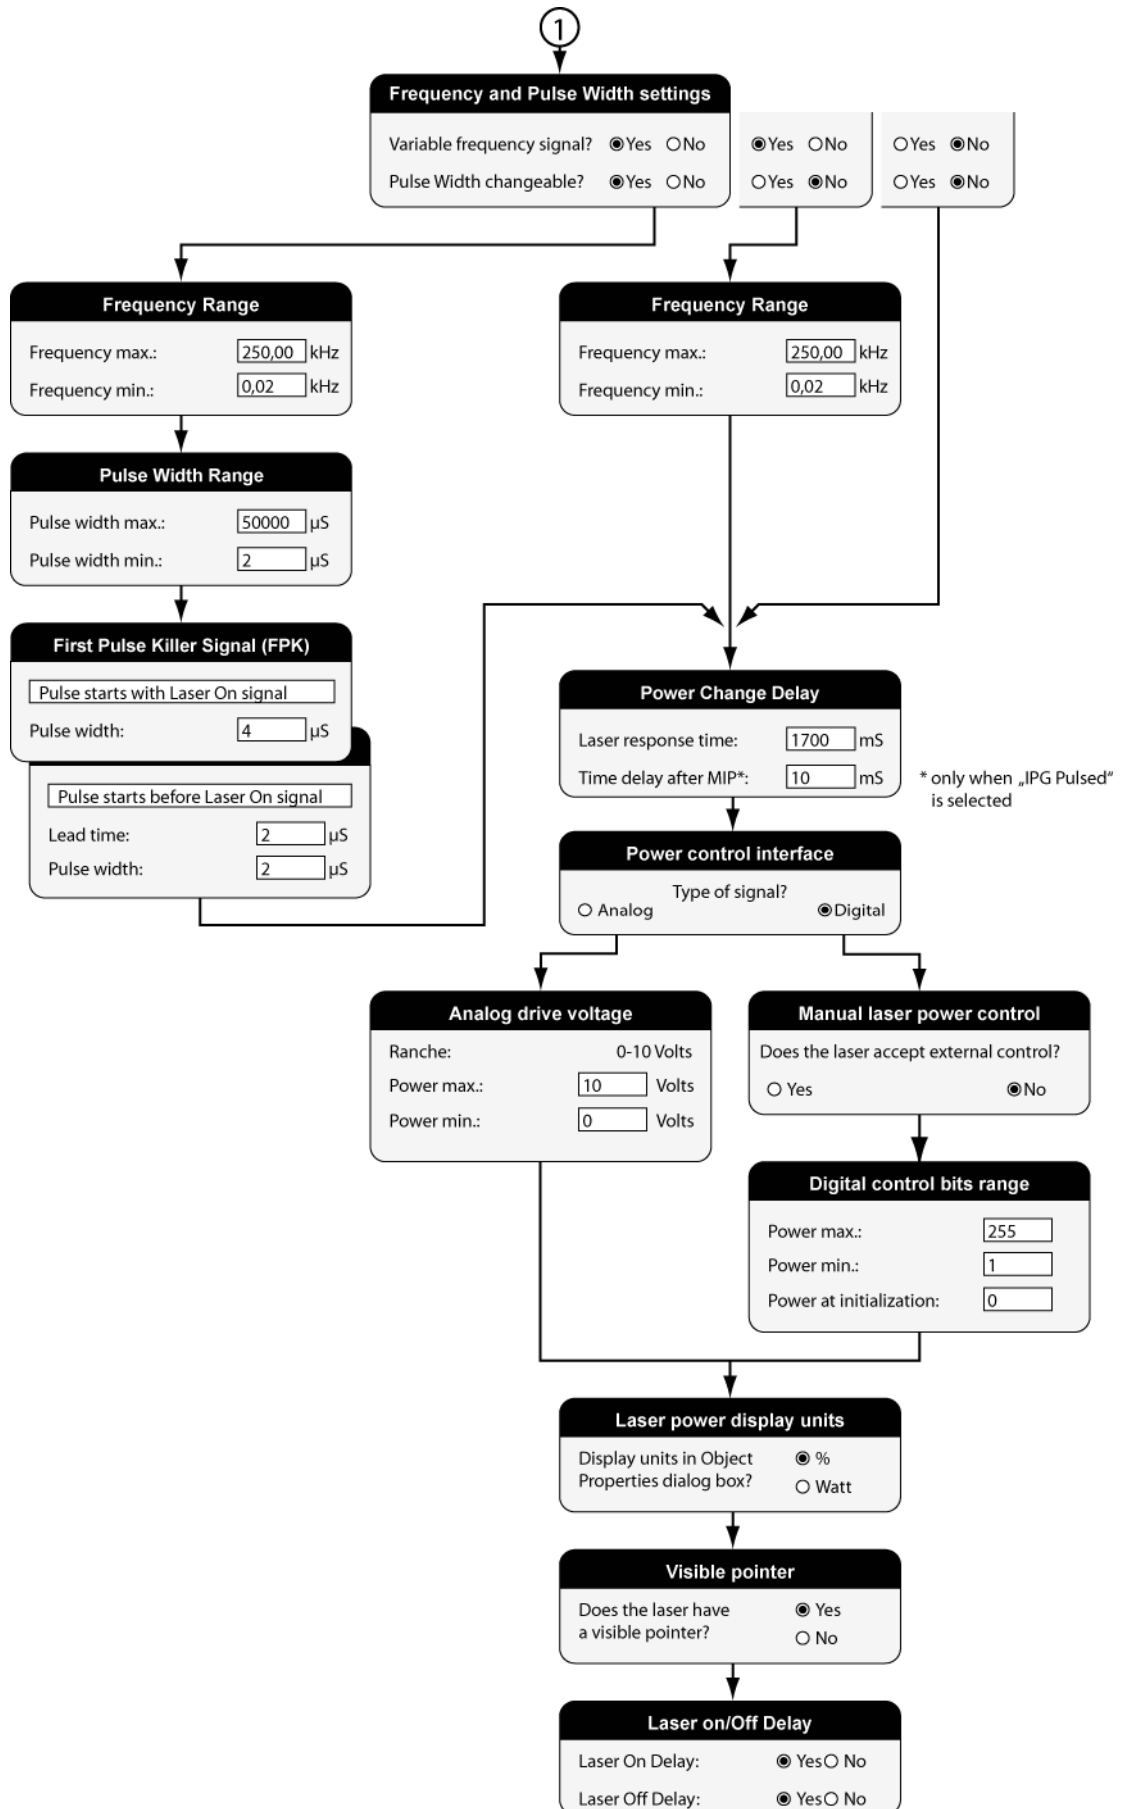 1
Frequency and Pulse Width settings
Variable frequency signal? Yes No
Pulse Width changeable? Yes No
Yes No
Yes No
Yes No
Yes No
Frequency Range
Frequency max.: 250,00 kHz
Frequency min.: 0,02 kHz
Frequency Range
Frequency max.: 250,00 kHz
Frequency min.: 0,02 kHz
Pulse Width Range
Pulse width max.: 50000 µS
Pulse width min.: 2 µS
First Pulse Killer Signal (FPK)
Pulse starts with Laser On signal
Pulse width: 4 µS
Pulse starts before Laser On signal
Lead time: 2 µS
Pulse width: 2 µS
Power Change Delay
Laser response time: 1700 mS
Time delay after MIP*: 10 mS
* only when „IPG Pulsed“
is selected
Power control interface
Type of signal?
Analog Digital
Analog drive voltage
Ranche: 0-10 Volts
Power max.: 10 Volts
Power min.: 0 Volts
Manual laser power control
Does the laser accept external control?
Yes No
Digital control bits range
Power max.: 255
Power min.: 1
Power at initialization: 0
Laser power display units
Display units in Object %
Properties dialog box? Watt
Visible pointer
Does the laser have Yes
a visible pointer? No
Laser on/Off Delay
Laser On Delay: Yes No
Laser Off Delay: Yes No